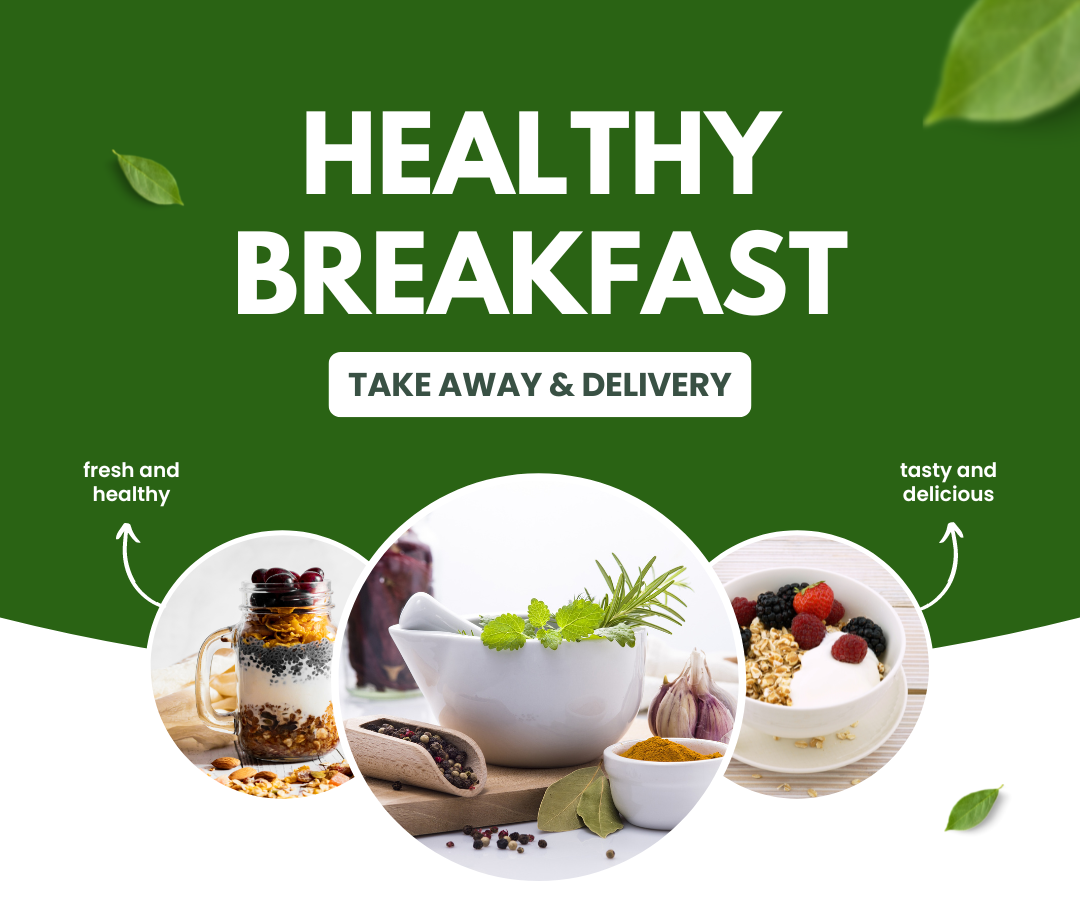 HEALTHY
BREAKFAST
TAKE AWAY & DELIVERY
fresh and
healthy
tasty and
delicious